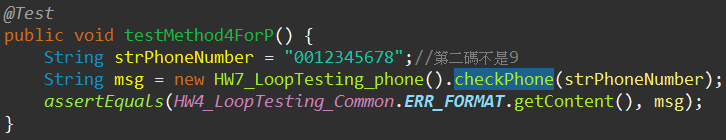 @Test
public void testMethod4ForP() {
String strPhoneNumber = "0012345678";//第二碼不是9
String msg = new HW7_LoopTesting_phone().checkPhone(strPhoneNumber);
assertEquals(HW4_LoopTesting_Common.ERR_FORMAT.getContent(), msg);
}